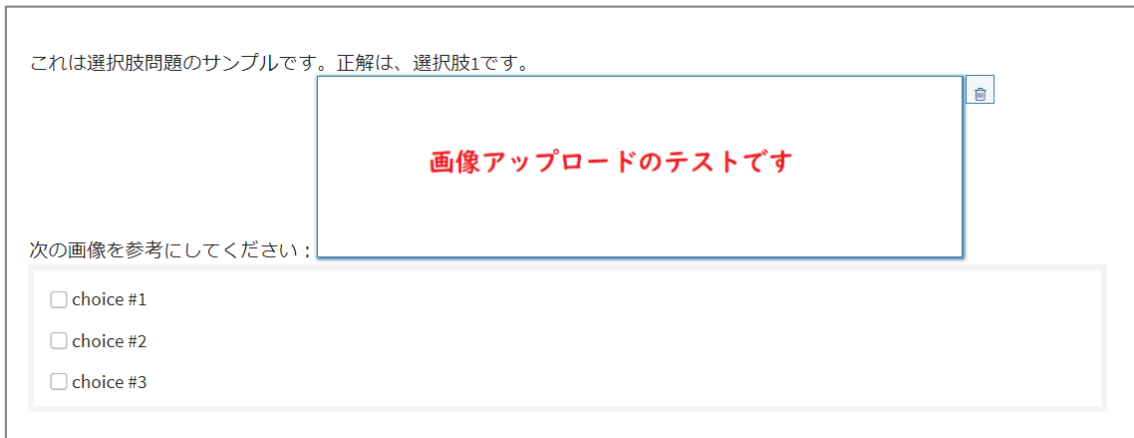 これは選択肢問題のサンプルです。正解は、選択肢1です。
画像アップロードのテストです
次の画像を参考にしてください：
choice #1
choice #2
choice #3